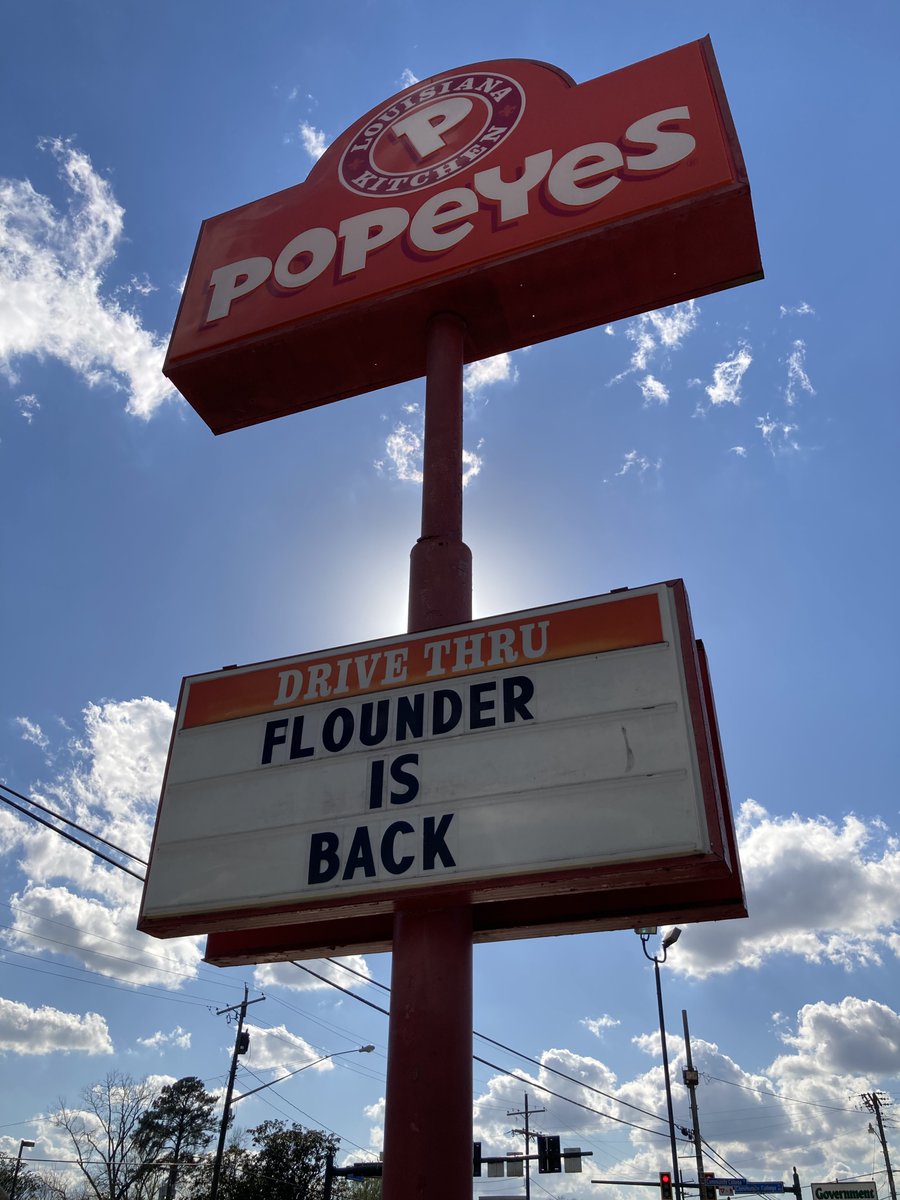 LOUISIANA
P
KITCHEN
POPEYES
DRIVE THRU
FLOUNDER
IS
BACK
Government